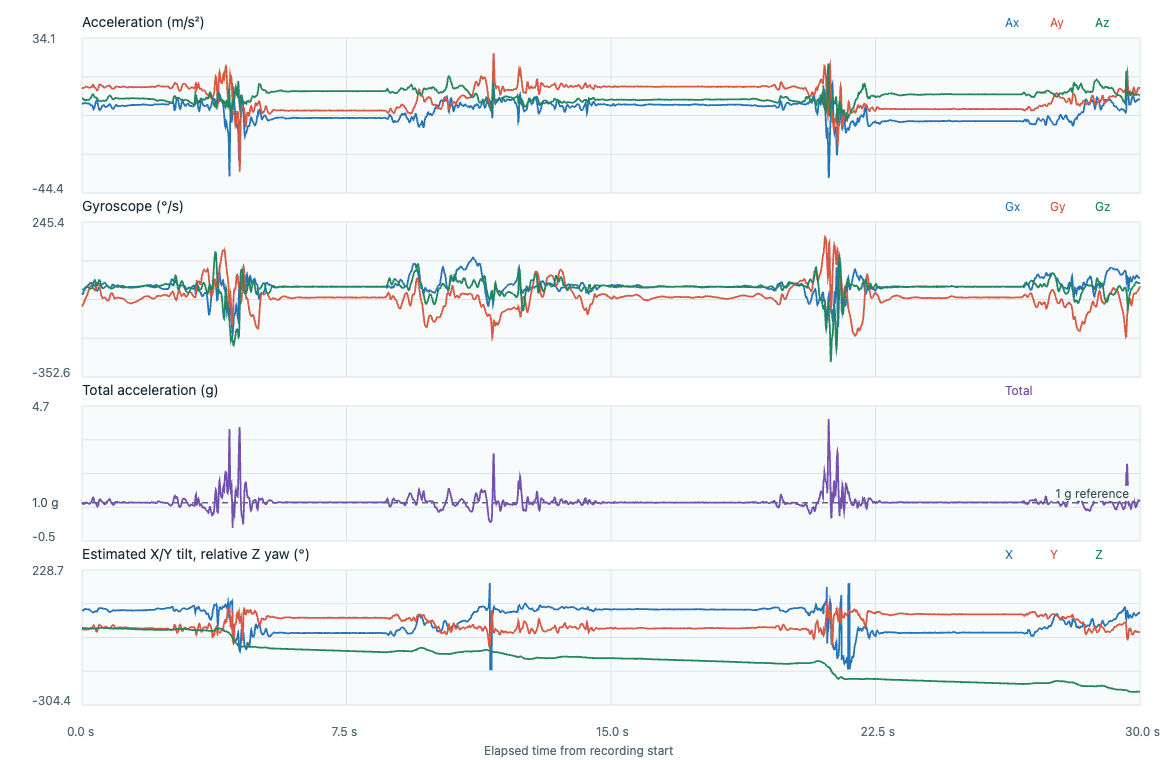 Acceleration (m/s²) Ax Ay Az
34.1
-44.4
Gyroscope (°/s) Gx Gy Gz
245.4
-352.6
Total acceleration (g) Total
4.7
1 g reference
1.0 g
-0.5
Estimated X/Y tilt, relative Z yaw (°) X Y Z
228.7
-304.4
0.0 s 7.5 s 15.0 s 22.5 s 30.0 s
Elapsed time from recording start